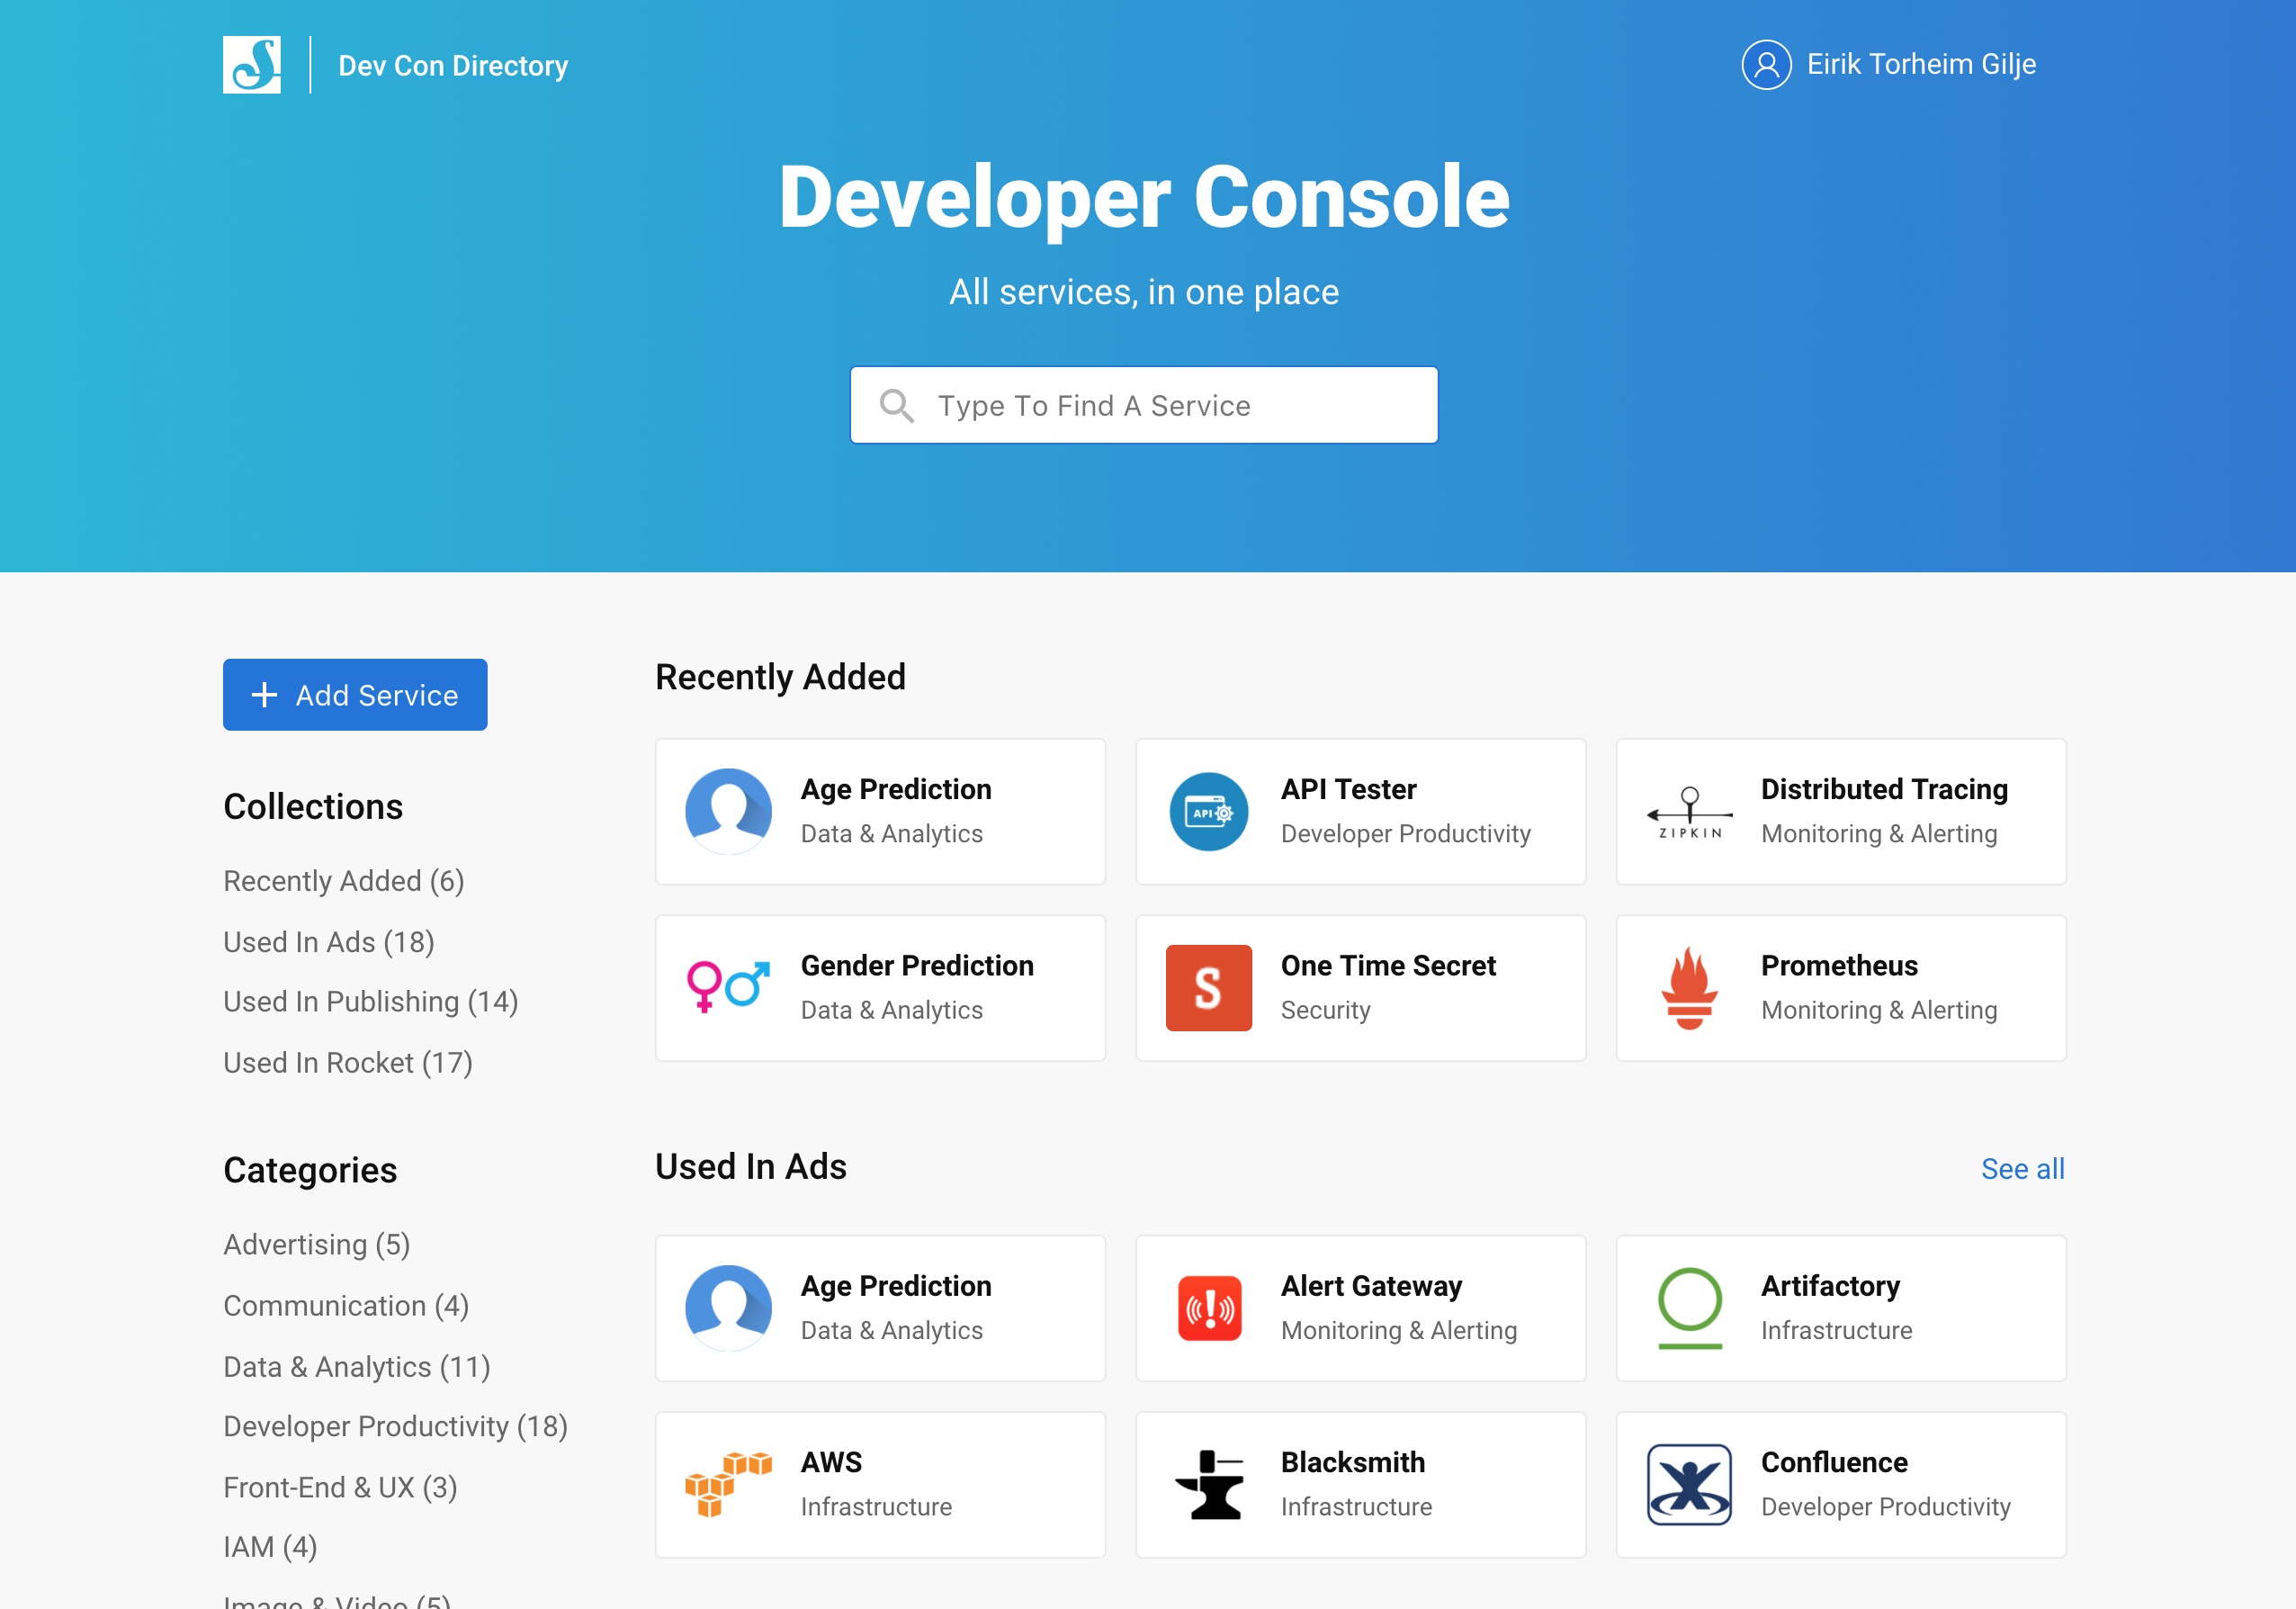 Dev Con Directory
Eirik Torheim Gilje
Developer Console
All services, in one place
Type To Find A Service
Add Service
Collections
Recently Added (6)
Used In Ads (18)
Used In Publishing (14)
Used In Rocket (17)
Categories
Advertising (5)
Communication (4)
Data & Analytics (11)
Developer Productivity (18)
Front-End & UX (3)
IAM (4)
Image & Video (5)
Recently Added
Age Prediction
Data & Analytics
API
API Tester
Developer Productivity
ZIPKIN
Distributed Tracing
Monitoring & Alerting
Gender Prediction
Data & Analytics
S
One Time Secret
Security
Prometheus
Monitoring & Alerting
Used In Ads
See all
Age Prediction
Data & Analytics
Alert Gateway
Monitoring & Alerting
Artifactory
Infrastructure
AWS
Infrastructure
Blacksmith
Infrastructure
Confluence
Developer Productivity